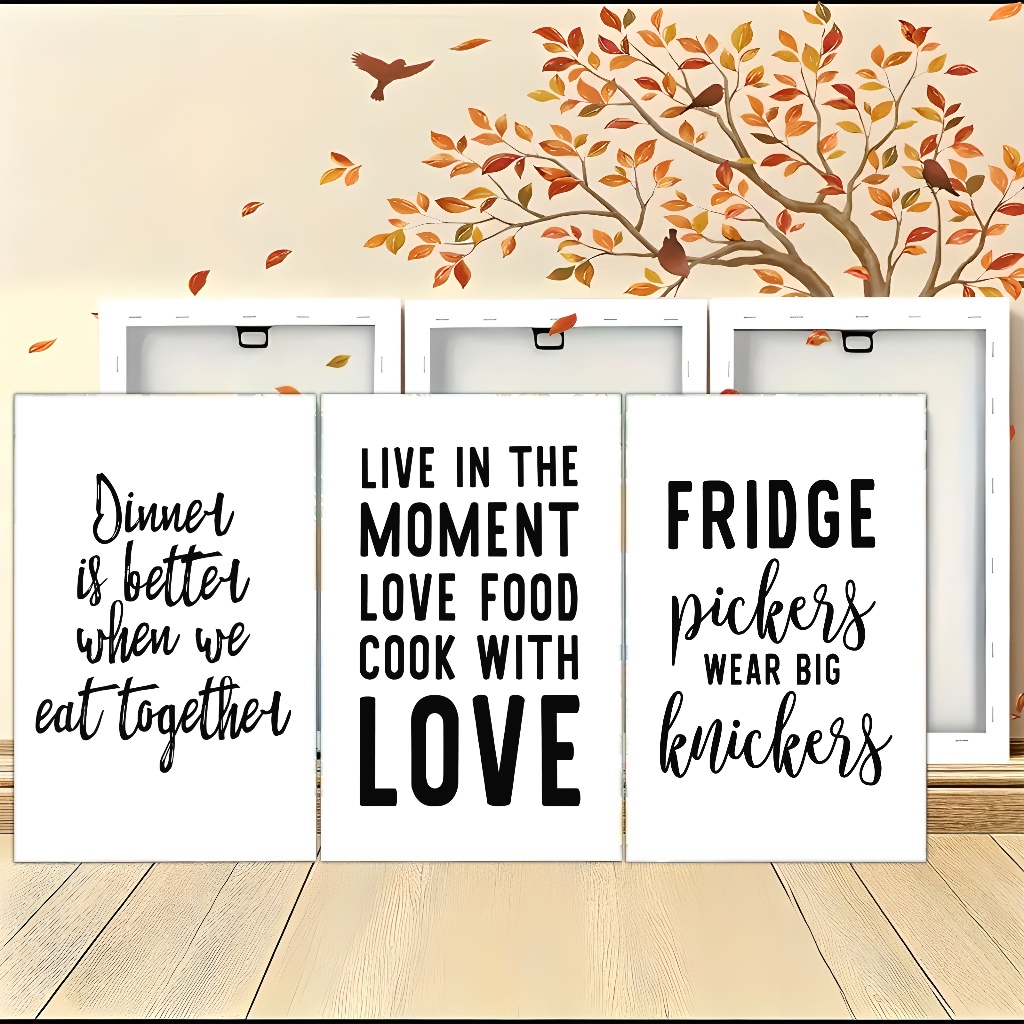 Dinner
is better
when we
eat together
LIVE IN THE
MOMENT
LOVE FOOD
COOK WITH
LOVE
FRIDGE
pickers
WEAR BIG
knickers